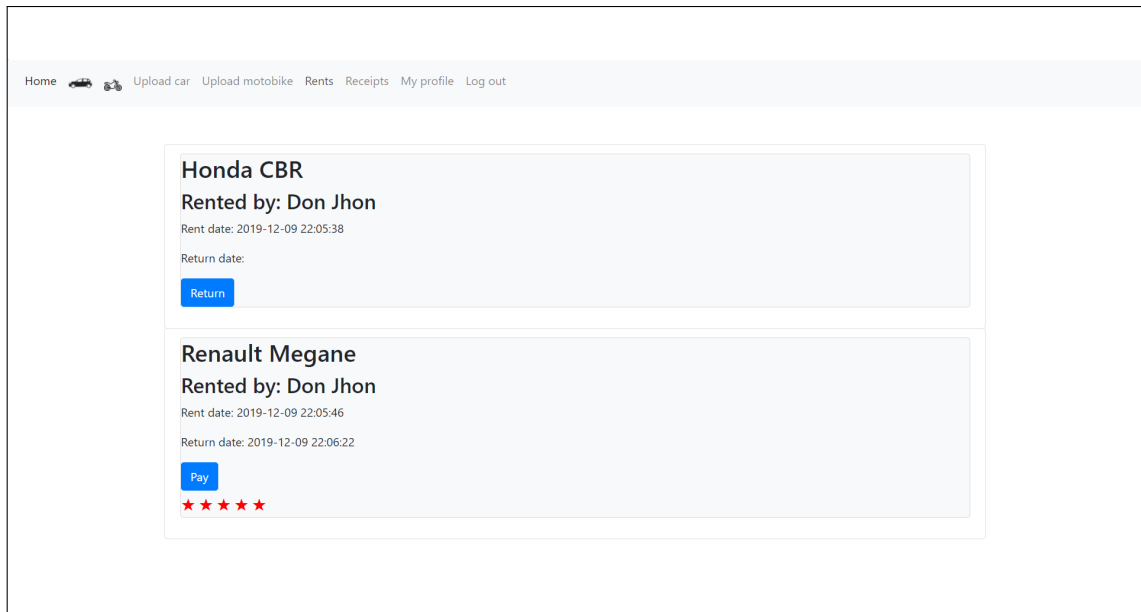 Home Upload car Upload motobike Rents Receipts My profile Log out
Honda CBR
Rented by: Don Jhon
Rent date: 2019-12-09 22:05:38
Return date:
Return
Renault Megane
Rented by: Don Jhon
Rent date: 2019-12-09 22:05:46
Return date: 2019-12-09 22:06:22
Pay
★ ★ ★ ★ ★